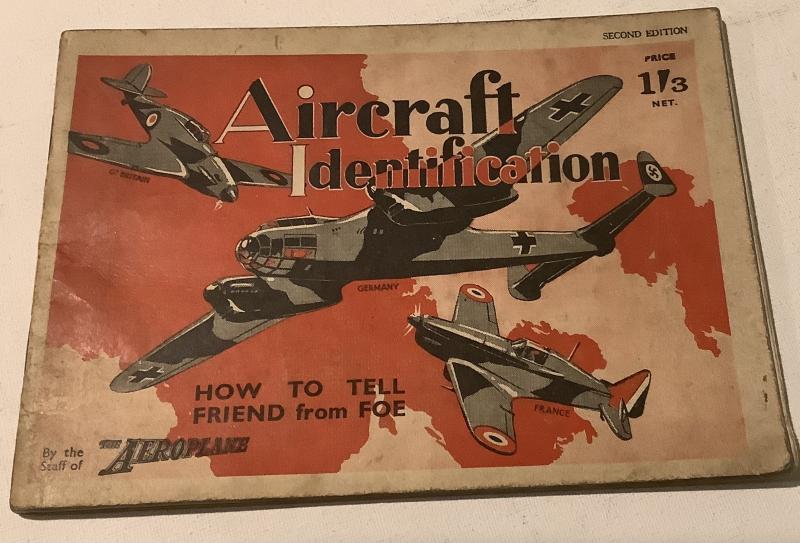 SECOND EDITION
PRICE
1/3
NET.
Aircraft
Identification
GT BRITAIN
GERMANY
FRANCE
HOW TO TELL
FRIEND from FOE
By the
Staff of
THE AEROPLANE